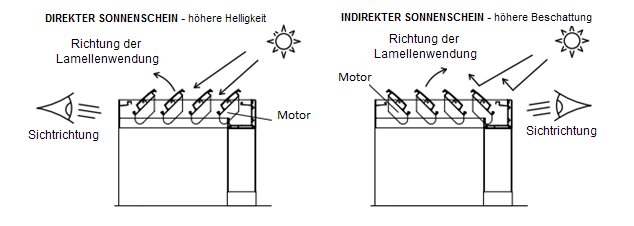 DIREKTER SONNENSCHEIN - höhere Helligkeit
Richtung der
Lamellenwendung
Motor
Sichtrichtung
INDIREKTER SONNENSCHEIN - höhere Beschattung
Richtung der
Lamellenwendung
Motor
Sichtrichtung